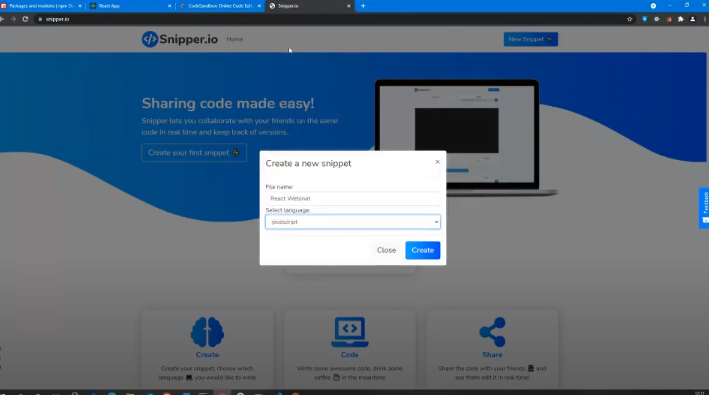 Packages and modules | npm D
React App
CodeSandbox Online Code Edi
Snipper.io
snipper.io
Snipper.io
Home
New Snippet
Sharing code made easy!
Snipper lets you collaborate with your friends on the same
code in real time and keep track of versions.
Create your first snippet
Create a new snippet
File name:
React Webinat
Select language:
javascript
Close
Create
Feedback
Create
Create your snippet, choose which
language you would like to write.
Code
Write some awesome code, drink some
coffee in the meantime.
Share
Share the code with your friends and
see them edit it in real time!